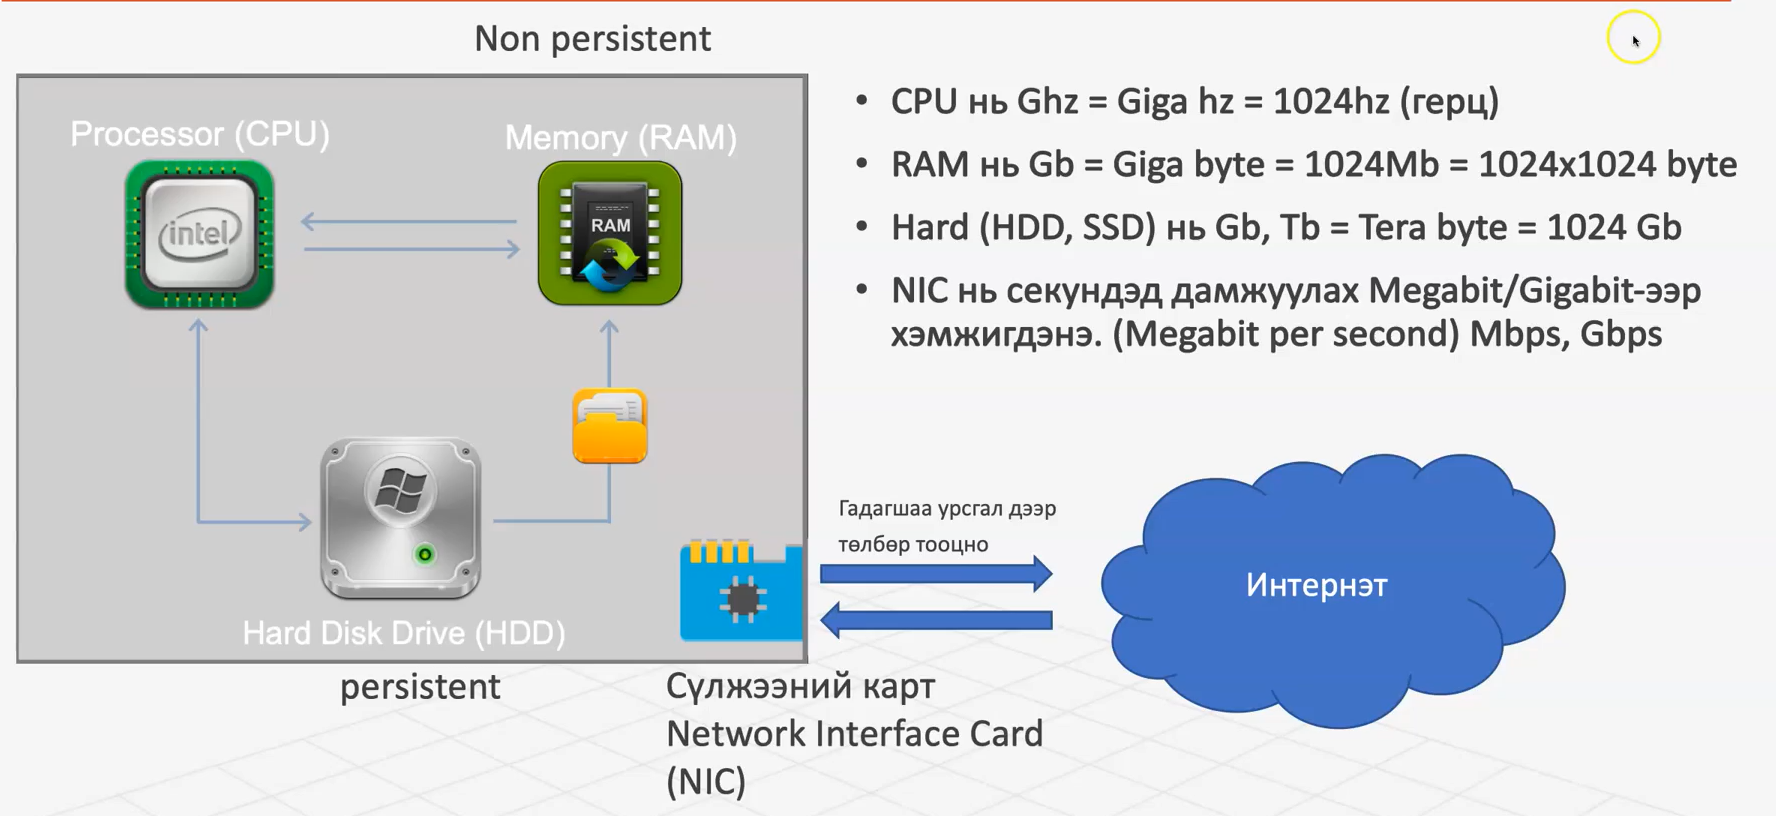 Non persistent
Processor (CPU)
Memory (RAM)
intel
RAM
Hard Disk Drive (HDD)
persistent
Сүлжээний карт
Network Interface Card
(NIC)
• CPU нь Ghz = Giga hz = 1024hz (герц)
• RAM нь Gb = Giga byte = 1024Mb = 1024x1024 byte
• Hard (HDD, SSD) нь Gb, Tb = Tera byte = 1024 Gb
• NIC нь секундэд дамжуулах Megabit/Gigabit-ээр
хэмжигдэнэ. (Megabit per second) Mbps, Gbps
Гадагшаа урсгал дээр
төлбөр тооцно
Интернэт